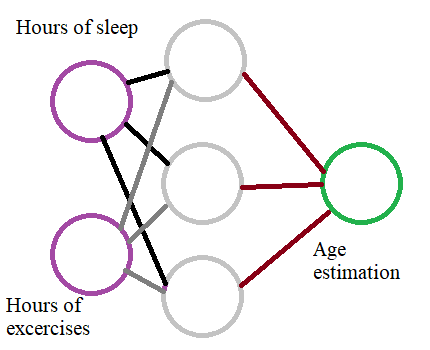 Hours of sleep
Age
estimation
Hours of
excercises